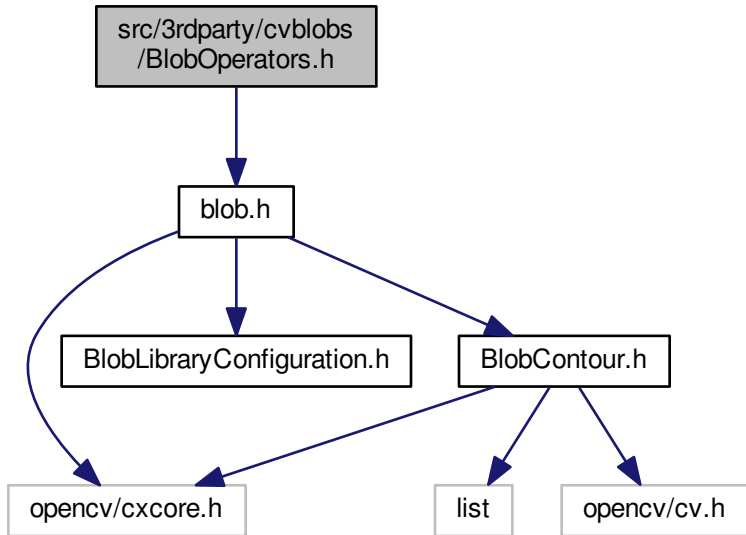 src/3rdparty/cvblobs
/BlobOperators.h
blob.h
BlobLibraryConfiguration.h
BlobContour.h
opencv/cxcore.h
list
opencv/cv.h